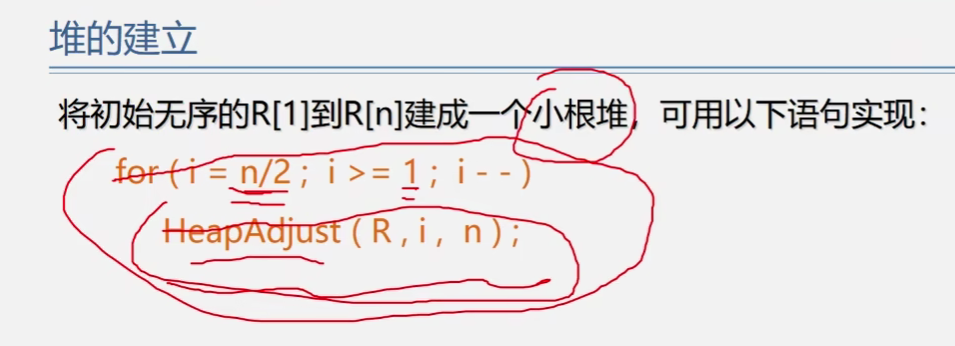 堆的建立
将初始无序的R[1]到R[n]建成一个小根堆，可用以下语句实现：
for ( i = n/2 ; i >= 1 ; i - - )
HeapAdjust ( R , i , n ) ;